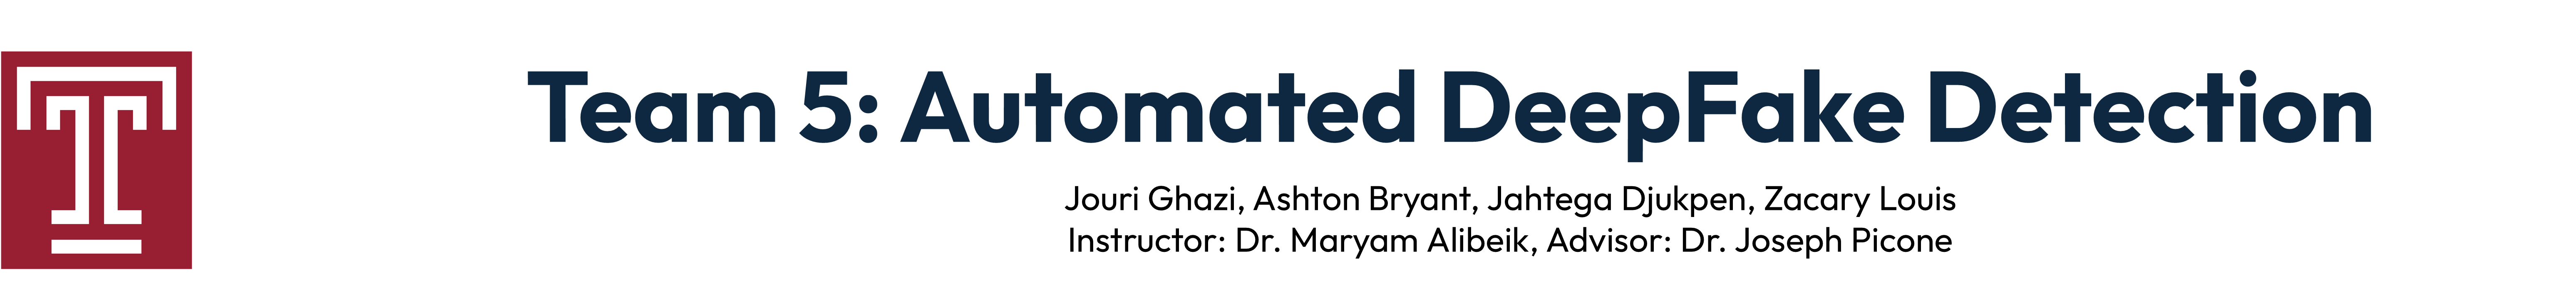 Team 5: Automated DeepFake Detection
Jouri Ghazi, Ashton Bryant, Jahtega Djukpen, Zacary Louis
Instructor: Dr. Maryam Alibeik, Advisor: Dr. Joseph Picone